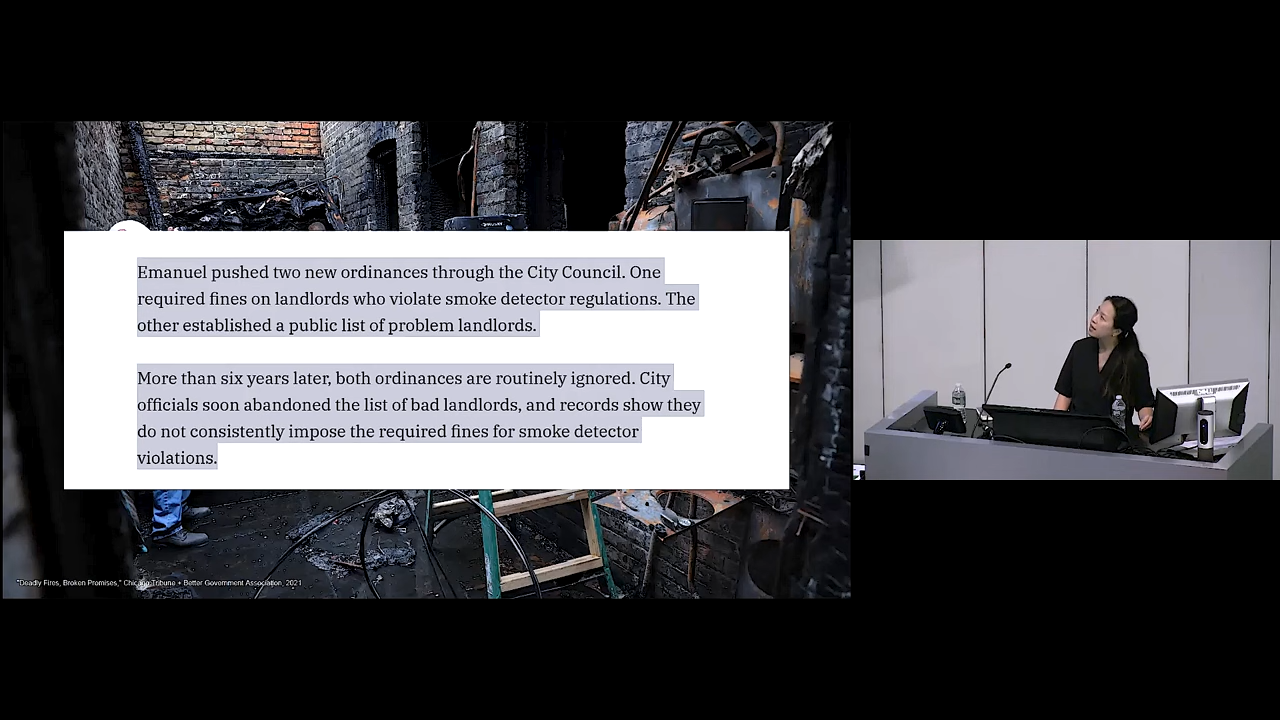 Emanuel pushed two new ordinances through the City Council. One
required fines on landlords who violate smoke detector regulations. The
other established a public list of problem landlords.
More than six years later, both ordinances are routinely ignored. City
officials soon abandoned the list of bad landlords, and records show they
do not consistently impose the required fines for smoke detector
violations.
"Deadly Fires, Broken Promises," Chicago Tribune + Better Government Association, 2021